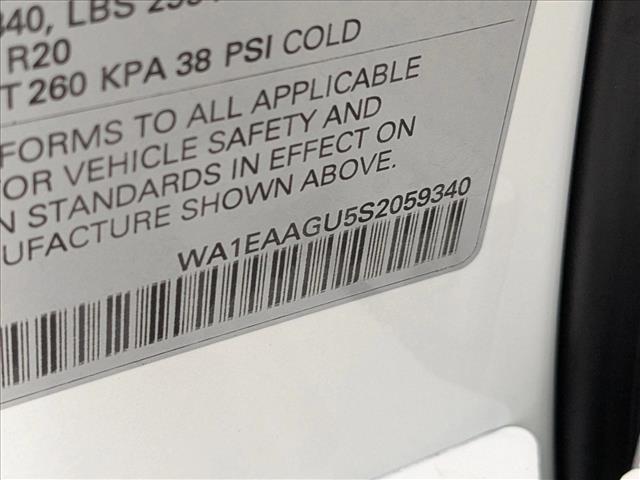 340, LBS
R20
T 260 KPA 38 PSI COLD
FORMS TO ALL APPLICABLE
OR VEHICLE SAFETY AND
N STANDARDS IN EFFECT ON
UFACTURE SHOWN ABOVE.
WA1EAAGU5S2059340